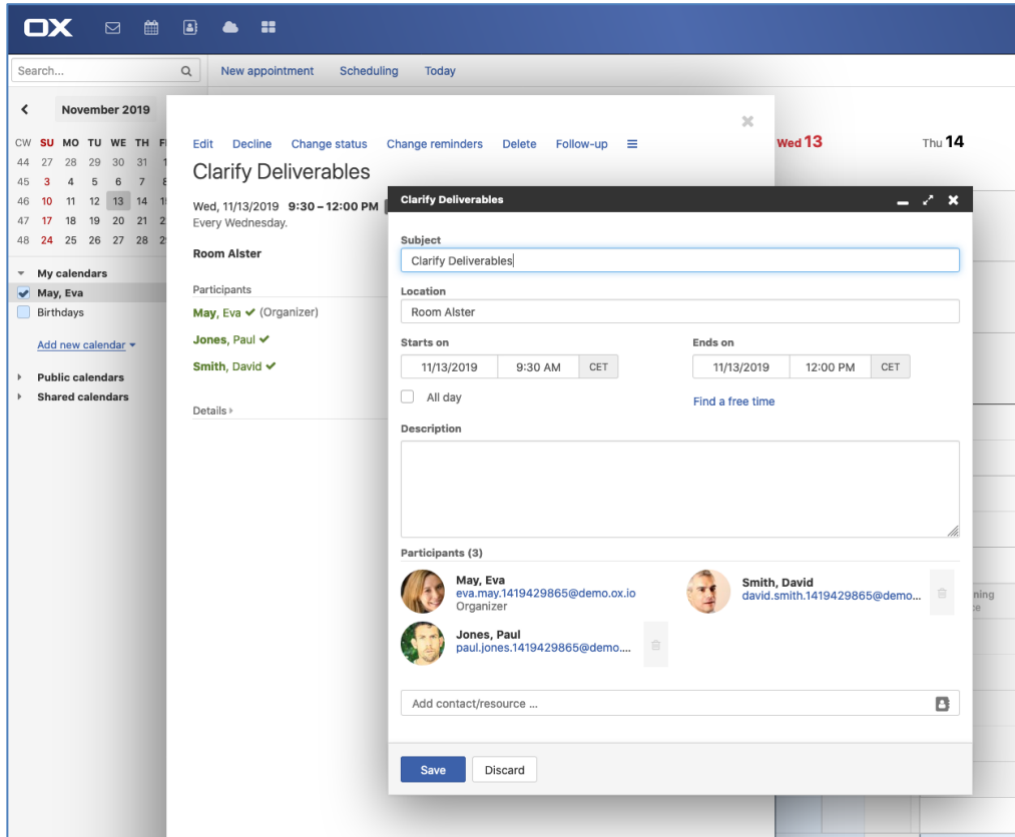 OX
Search...
New appointment Scheduling Today
November 2019
CW SU MO TU WE TH
44 27 28 29 30 31
45 3 4 5 6 7
46 10 11 12 13 14
47 17 18 19 20 21
48 24 25 26 27 28
My calendars
May, Eva
Birthdays
Add new calendar
Public calendars
Shared calendars
Edit Decline Change status Change reminders Delete Follow-up
Clarify Deliverables
Wed, 11/13/2019 9:30 – 12:00 PM
Every Wednesday.
Room Alster
Participants
May, Eva ✔ (Organizer)
Jones, Paul ✔
Smith, David ✔
Details ›
Wed 13 Thu 14
Clarify Deliverables
Subject
Clarify Deliverables
Location
Room Alster
Starts on Ends on
11/13/2019 9:30 AM CET 11/13/2019 12:00 PM CET
All day Find a free time
Description
Participants (3)
May, Eva
eva.may.1419429865@demo.ox.io
Organizer
Smith, David
david.smith.1419429865@demo...
Jones, Paul
paul.jones.1419429865@demo....
Add contact/resource ...
Save Discard